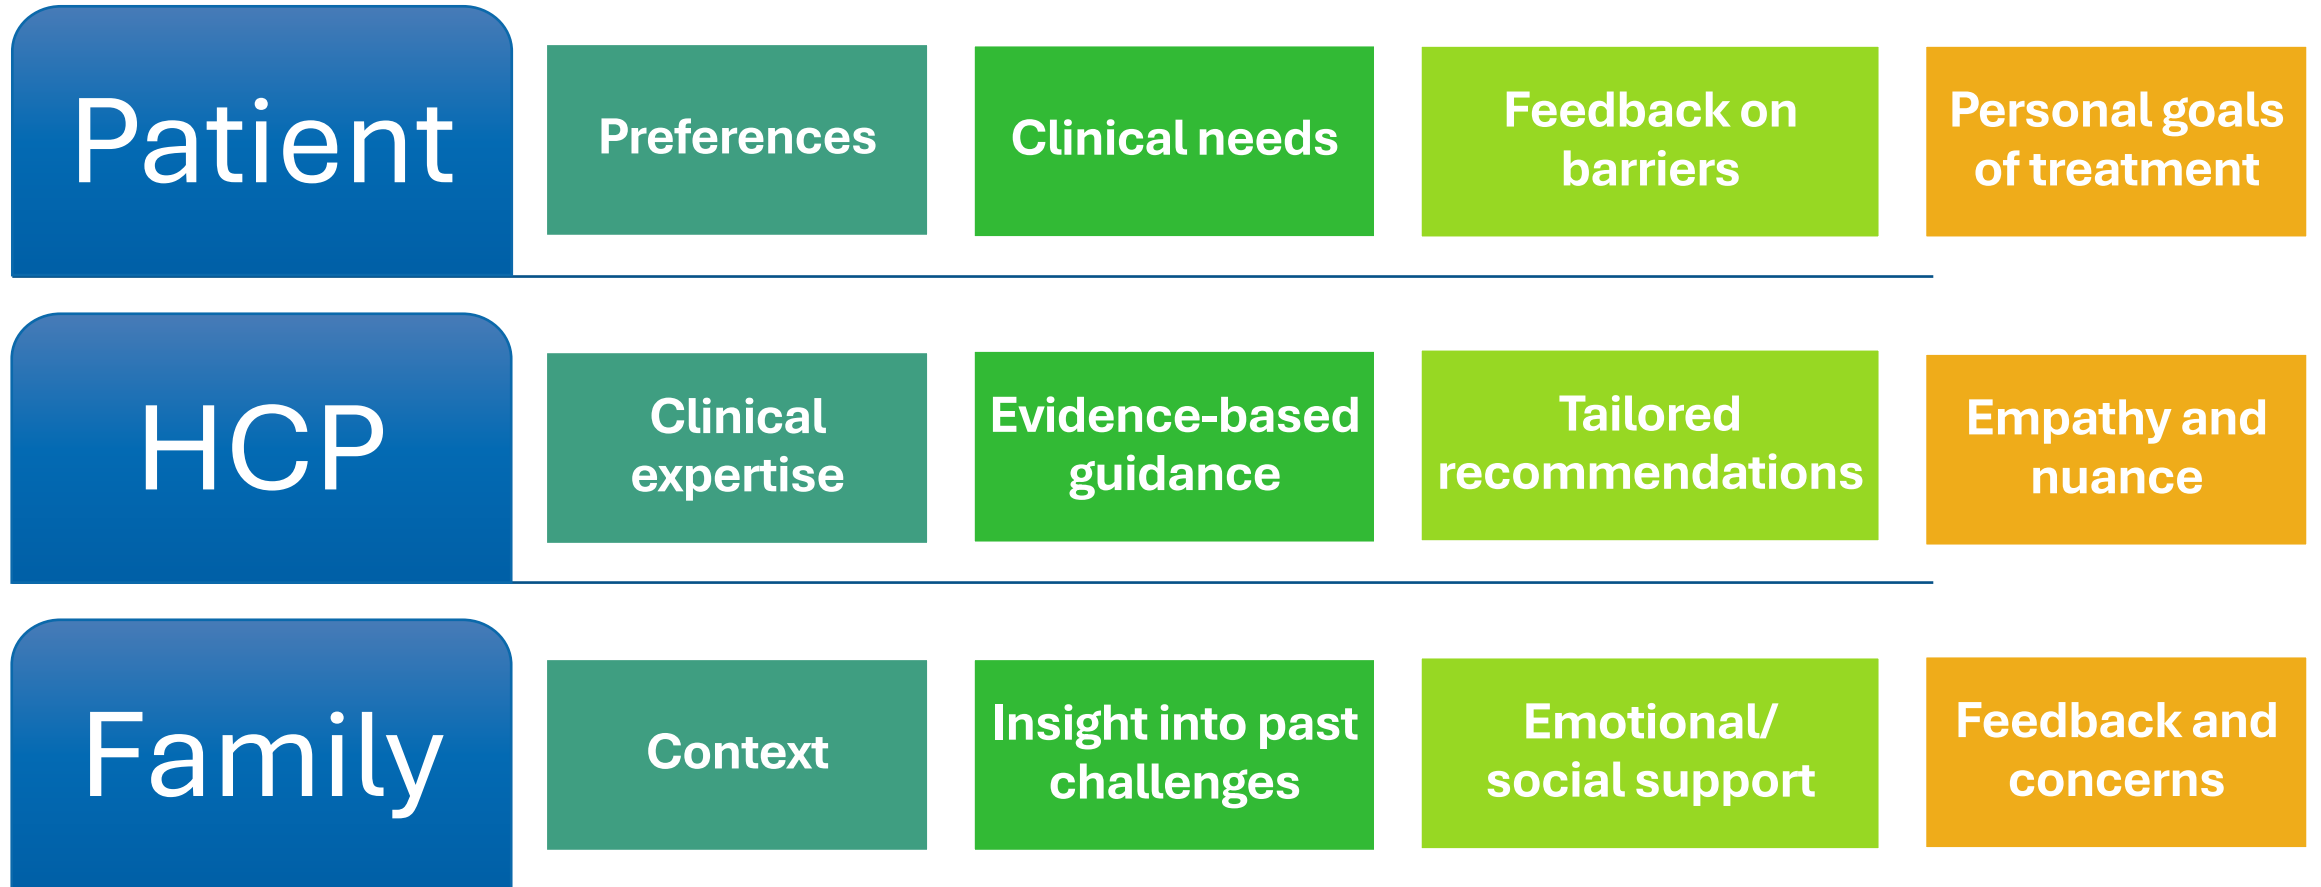 Patient
Preferences
Clinical needs
Feedback on
barriers
Personal goals
of treatment
HCP
Clinical
expertise
Evidence-based
guidance
Tailored
recommendations
Empathy and
nuance
Family
Context
Insight into past
challenges
Emotional/
social support
Feedback and
concerns